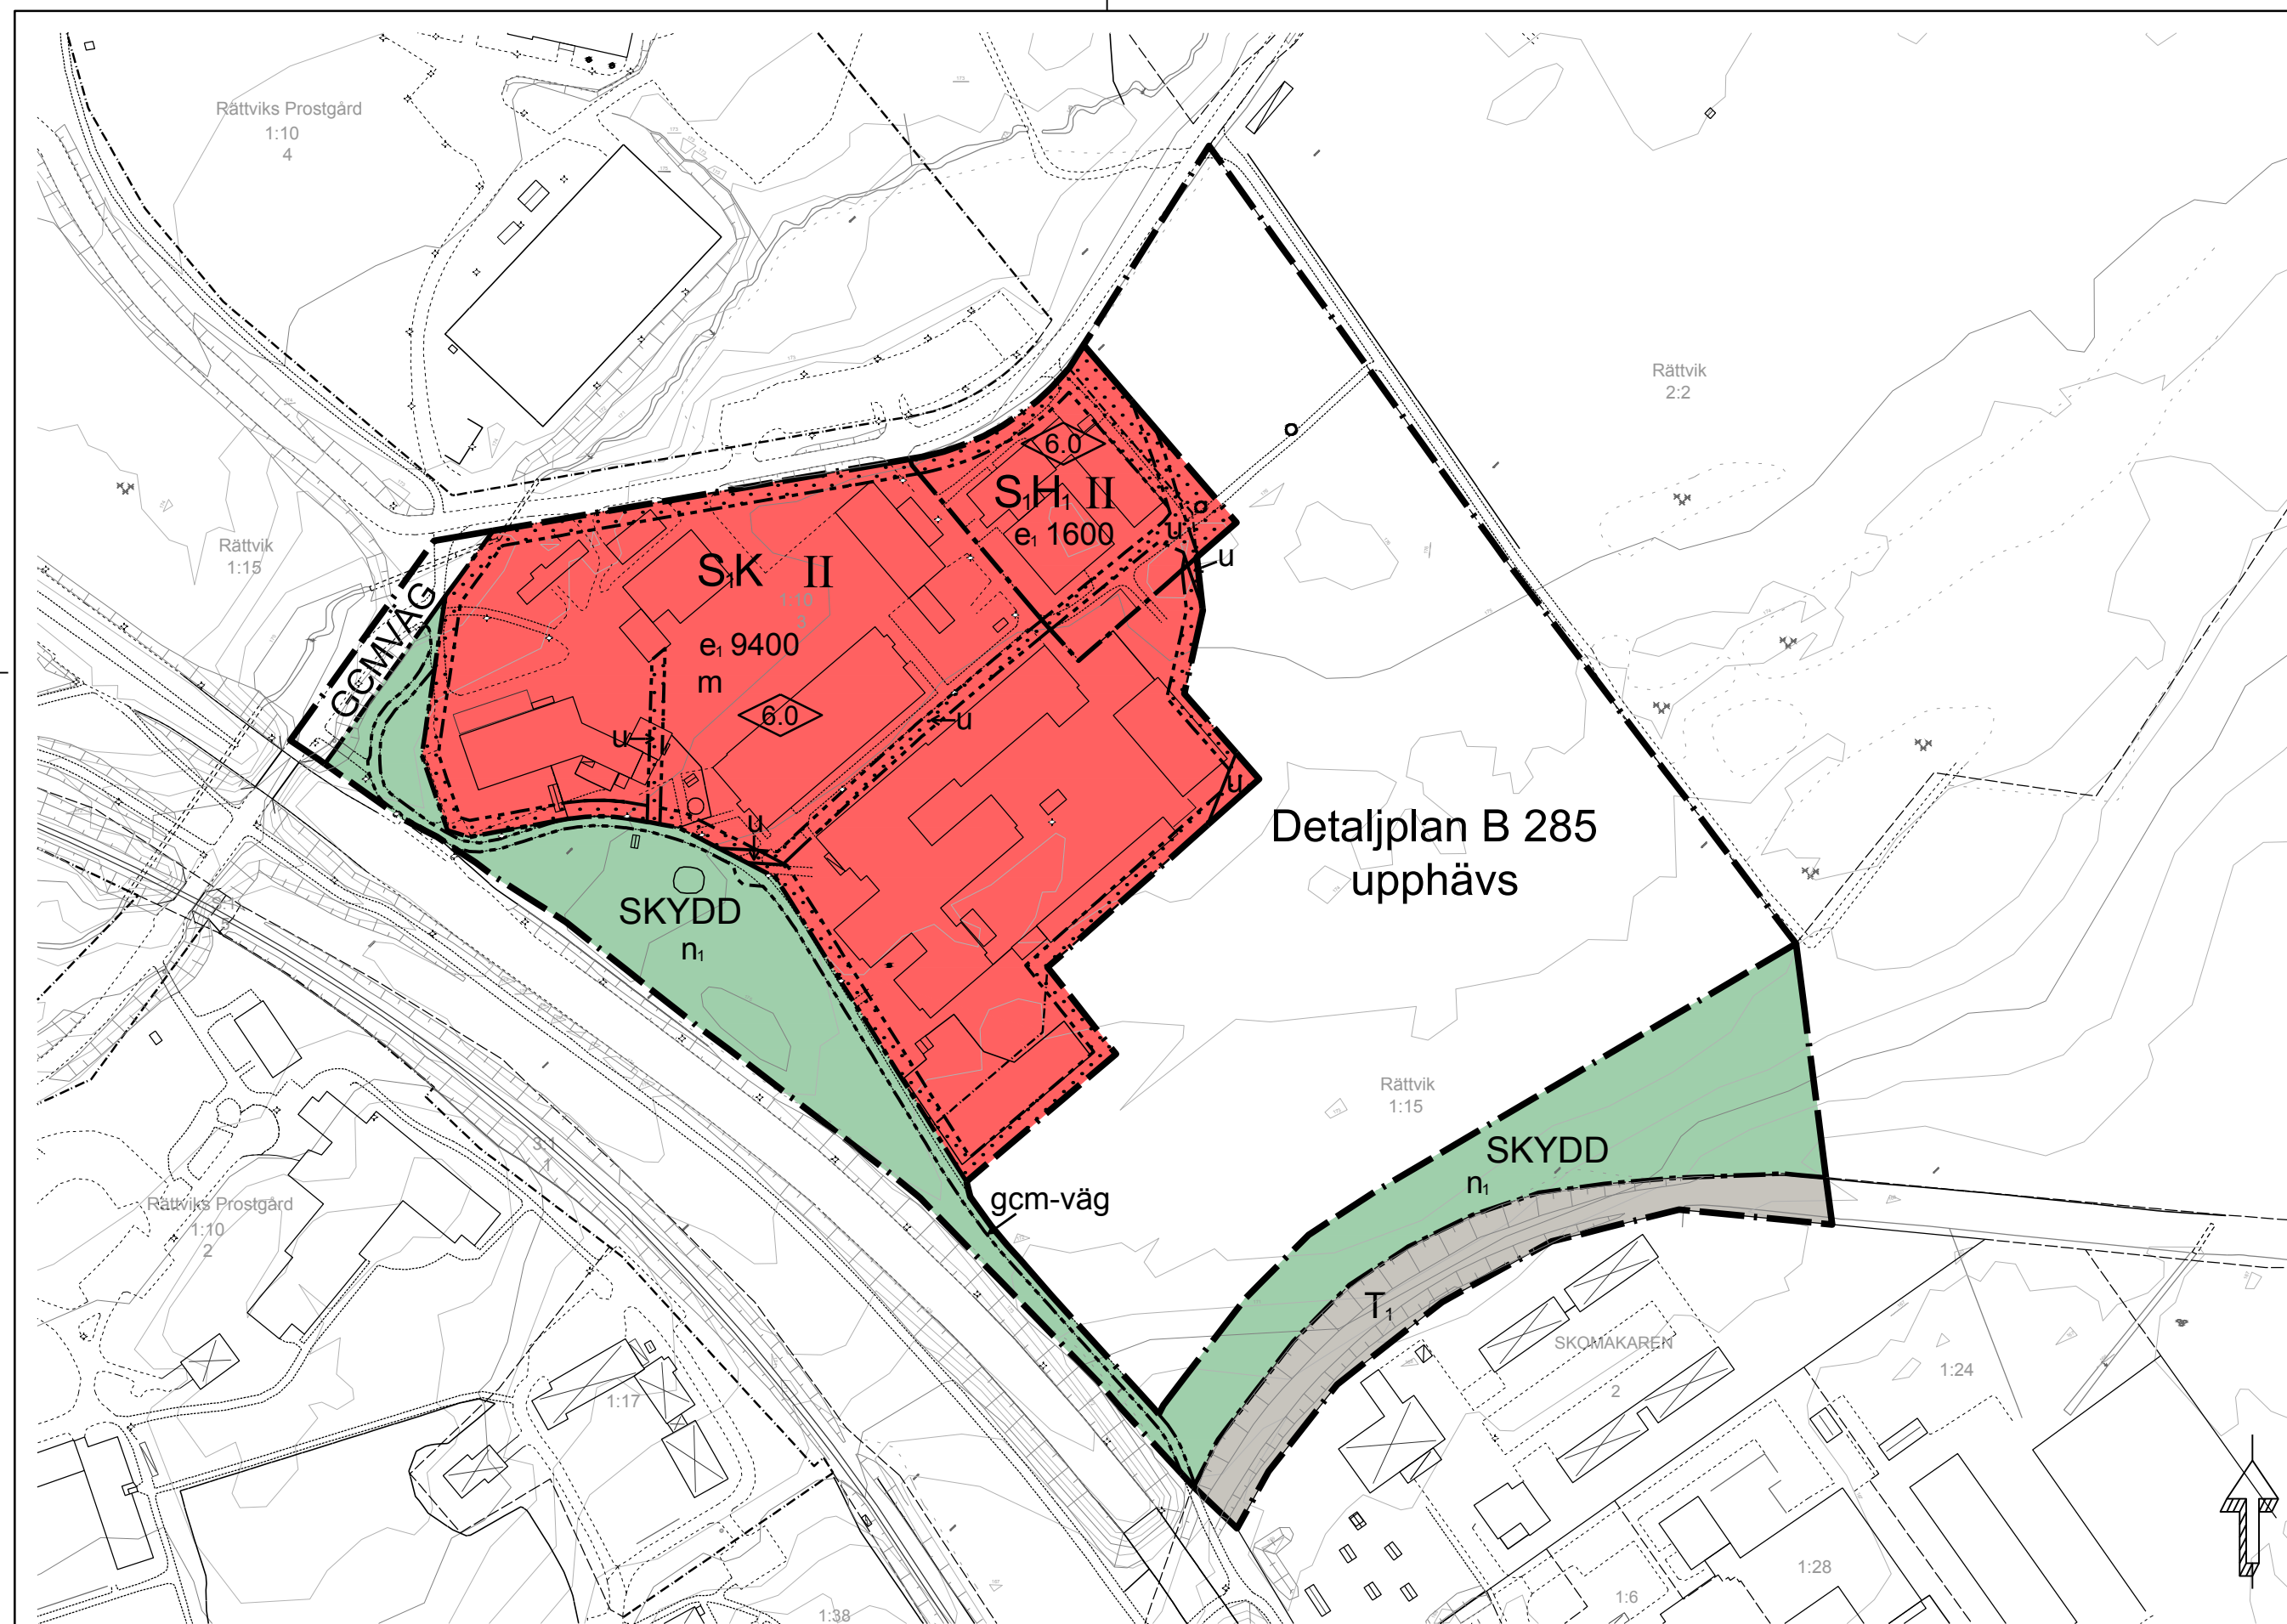 Rättviks Prostgård
1:10
4
Rättvik
2:2
6.0
S₁H₁ II
e₁ 1600
u
u
Rättvik
1:15
S₁K II
1:10
3
e₁ 9400
m
GCMVÄG
6.0
u
u
u
u
Detaljplan B 285
upphävs
SKYDD
n₁
Rättvik
1:15
SKYDD
n₁
gcm-väg
3:1
1
Rättviks Prostgård
1:10
2
T₁
SKOMAKAREN
2
1:24
1:17
1:28
1:6
1:38